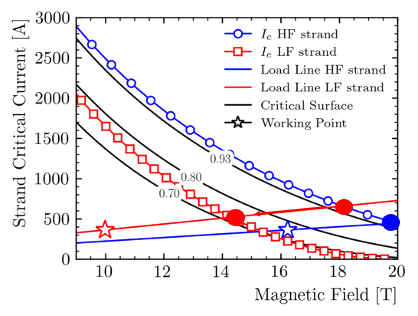 3000
2500
2000
1500
1000
500
0
Strand Critical Current [A]
I_c HF strand
I_c LF strand
Load Line HF strand
Load Line LF strand
Critical Surface
Working Point
0.93
0.80
0.70
10 12 14 16 18 20
Magnetic Field [T]